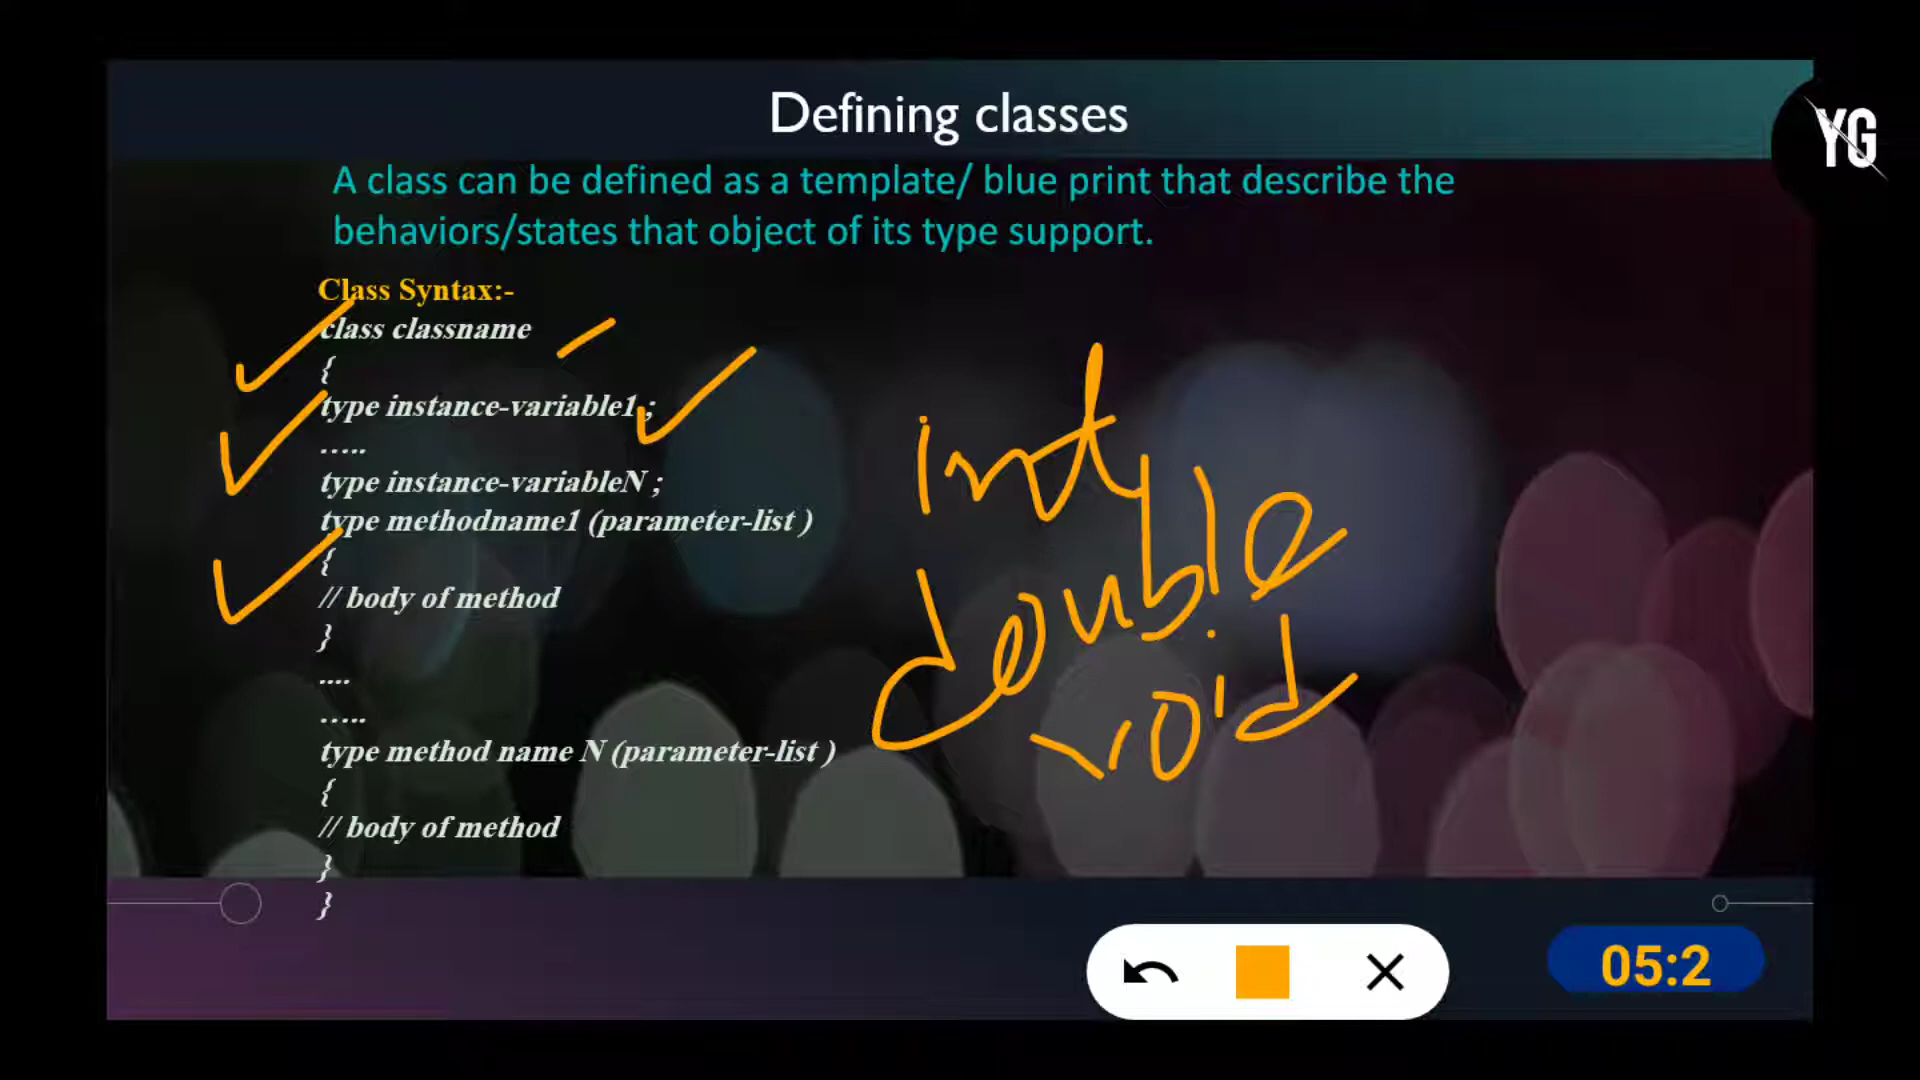 Defining classes
YG
A class can be defined as a template/ blue print that describe the
behaviors/states that object of its type support.
Class Syntax:-
class classname
{
type instance-variable1 ;
.....
type instance-variableN ;
type methodname1 (parameter-list )
{
// body of method
}
....
.....
type method name N (parameter-list )
{
// body of method
}
}
int
double
void
05:2